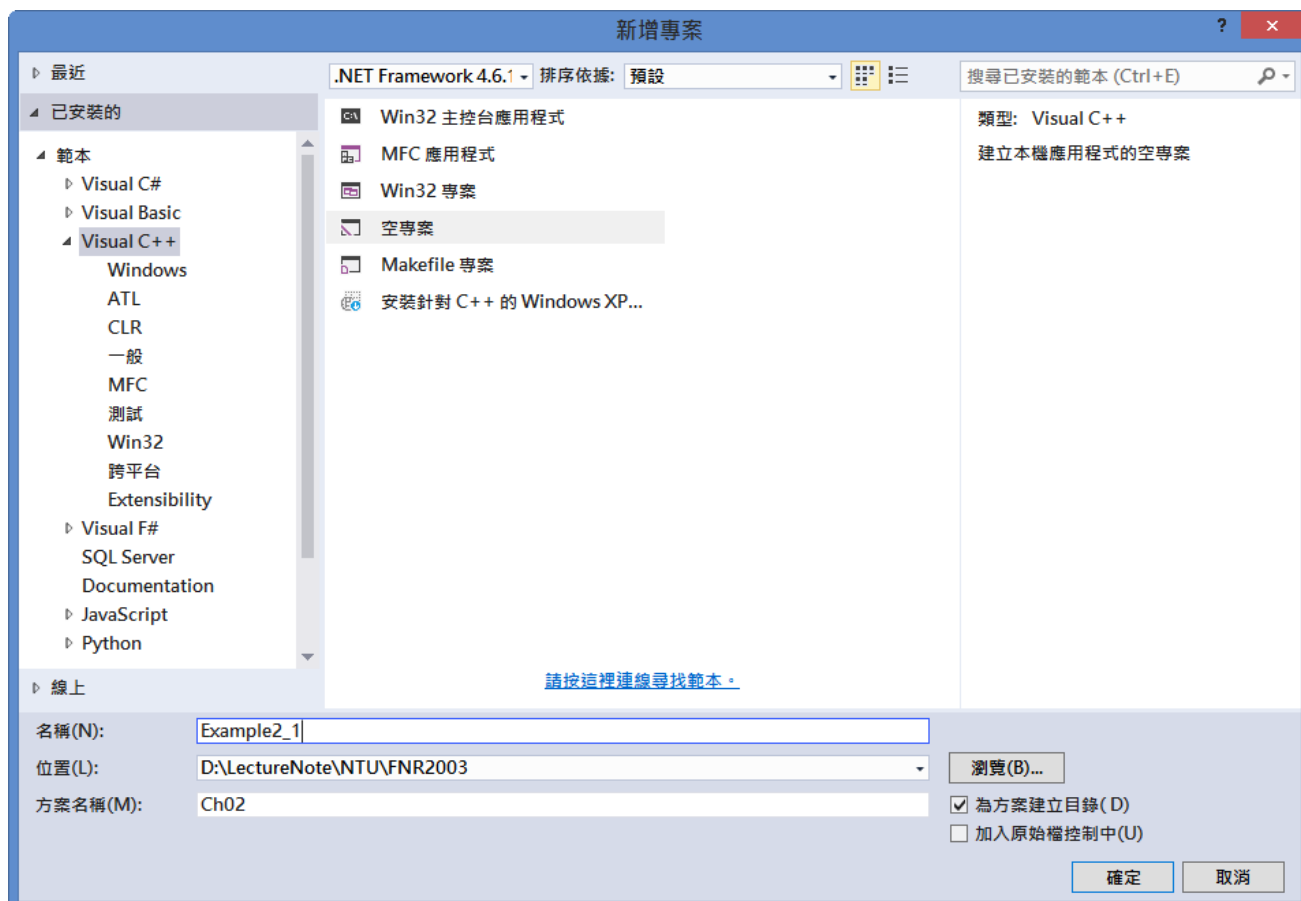 新增專案
?
最近
已安裝的
範本
Visual C#
Visual Basic
Visual C++
Windows
ATL
CLR
一般
MFC
測試
Win32
跨平台
Extensibility
Visual F#
SQL Server
Documentation
JavaScript
Python
線上
.NET Framework 4.6.1 排序依據: 預設
Win32 主控台應用程式
MFC 應用程式
Win32 專案
空專案
Makefile 專案
安裝針對 C++ 的 Windows XP...
請按這裡連線尋找範本。
搜尋已安裝的範本 (Ctrl+E)
類型: Visual C++
建立本機應用程式的空專案
名稱(N): Example2_1
位置(L): D:\LectureNote\NTU\FNR2003 瀏覽(B)...
方案名稱(M): Ch02
為方案建立目錄(D)
加入原始檔控制中(U)
確定 取消